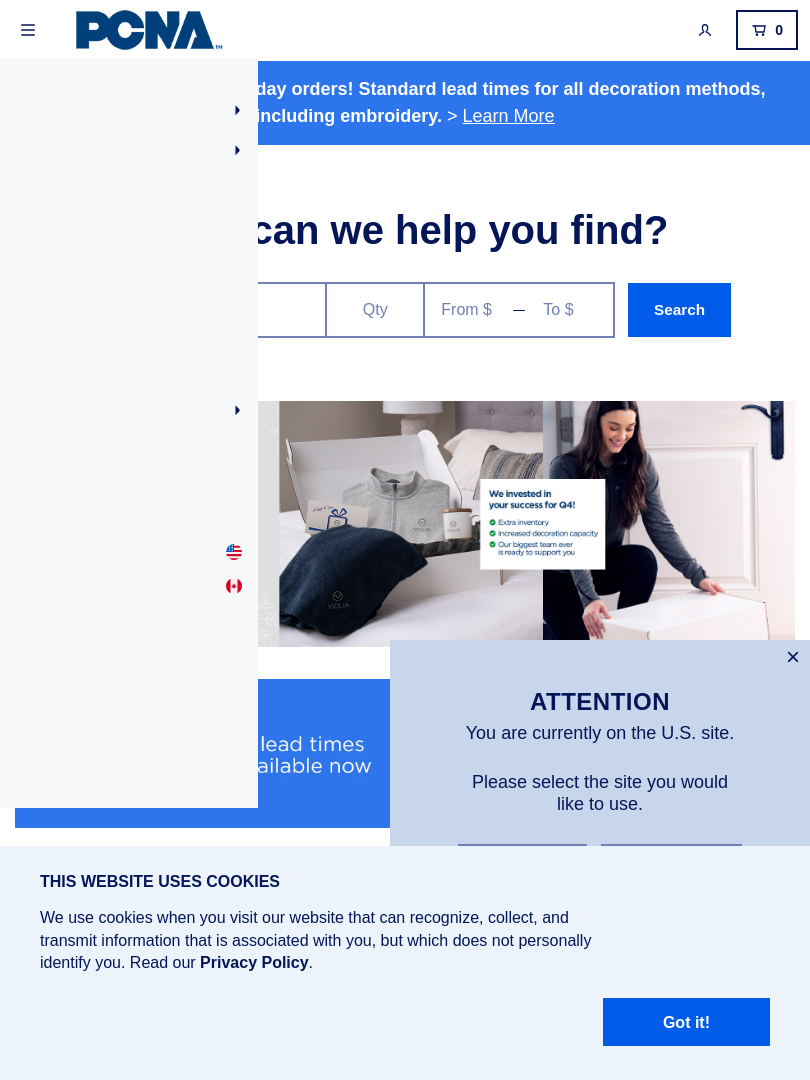 PCNA™
0
day orders! Standard lead times for all decoration methods,
including embroidery. > Learn More
can we help you find?
Qty
From $ – To $
Search
We invested in
your success for Q4!
Extra inventory
Increased decoration capacity
Our biggest team ever
is ready to support you
VIOLIA
VIOLIA
VIOLIA
lead times
ailable now
ATTENTION
You are currently on the U.S. site.
Please select the site you would
like to use.
THIS WEBSITE USES COOKIES
We use cookies when you visit our website that can recognize, collect, and
transmit information that is associated with you, but which does not personally
identify you. Read our Privacy Policy.
Got it!